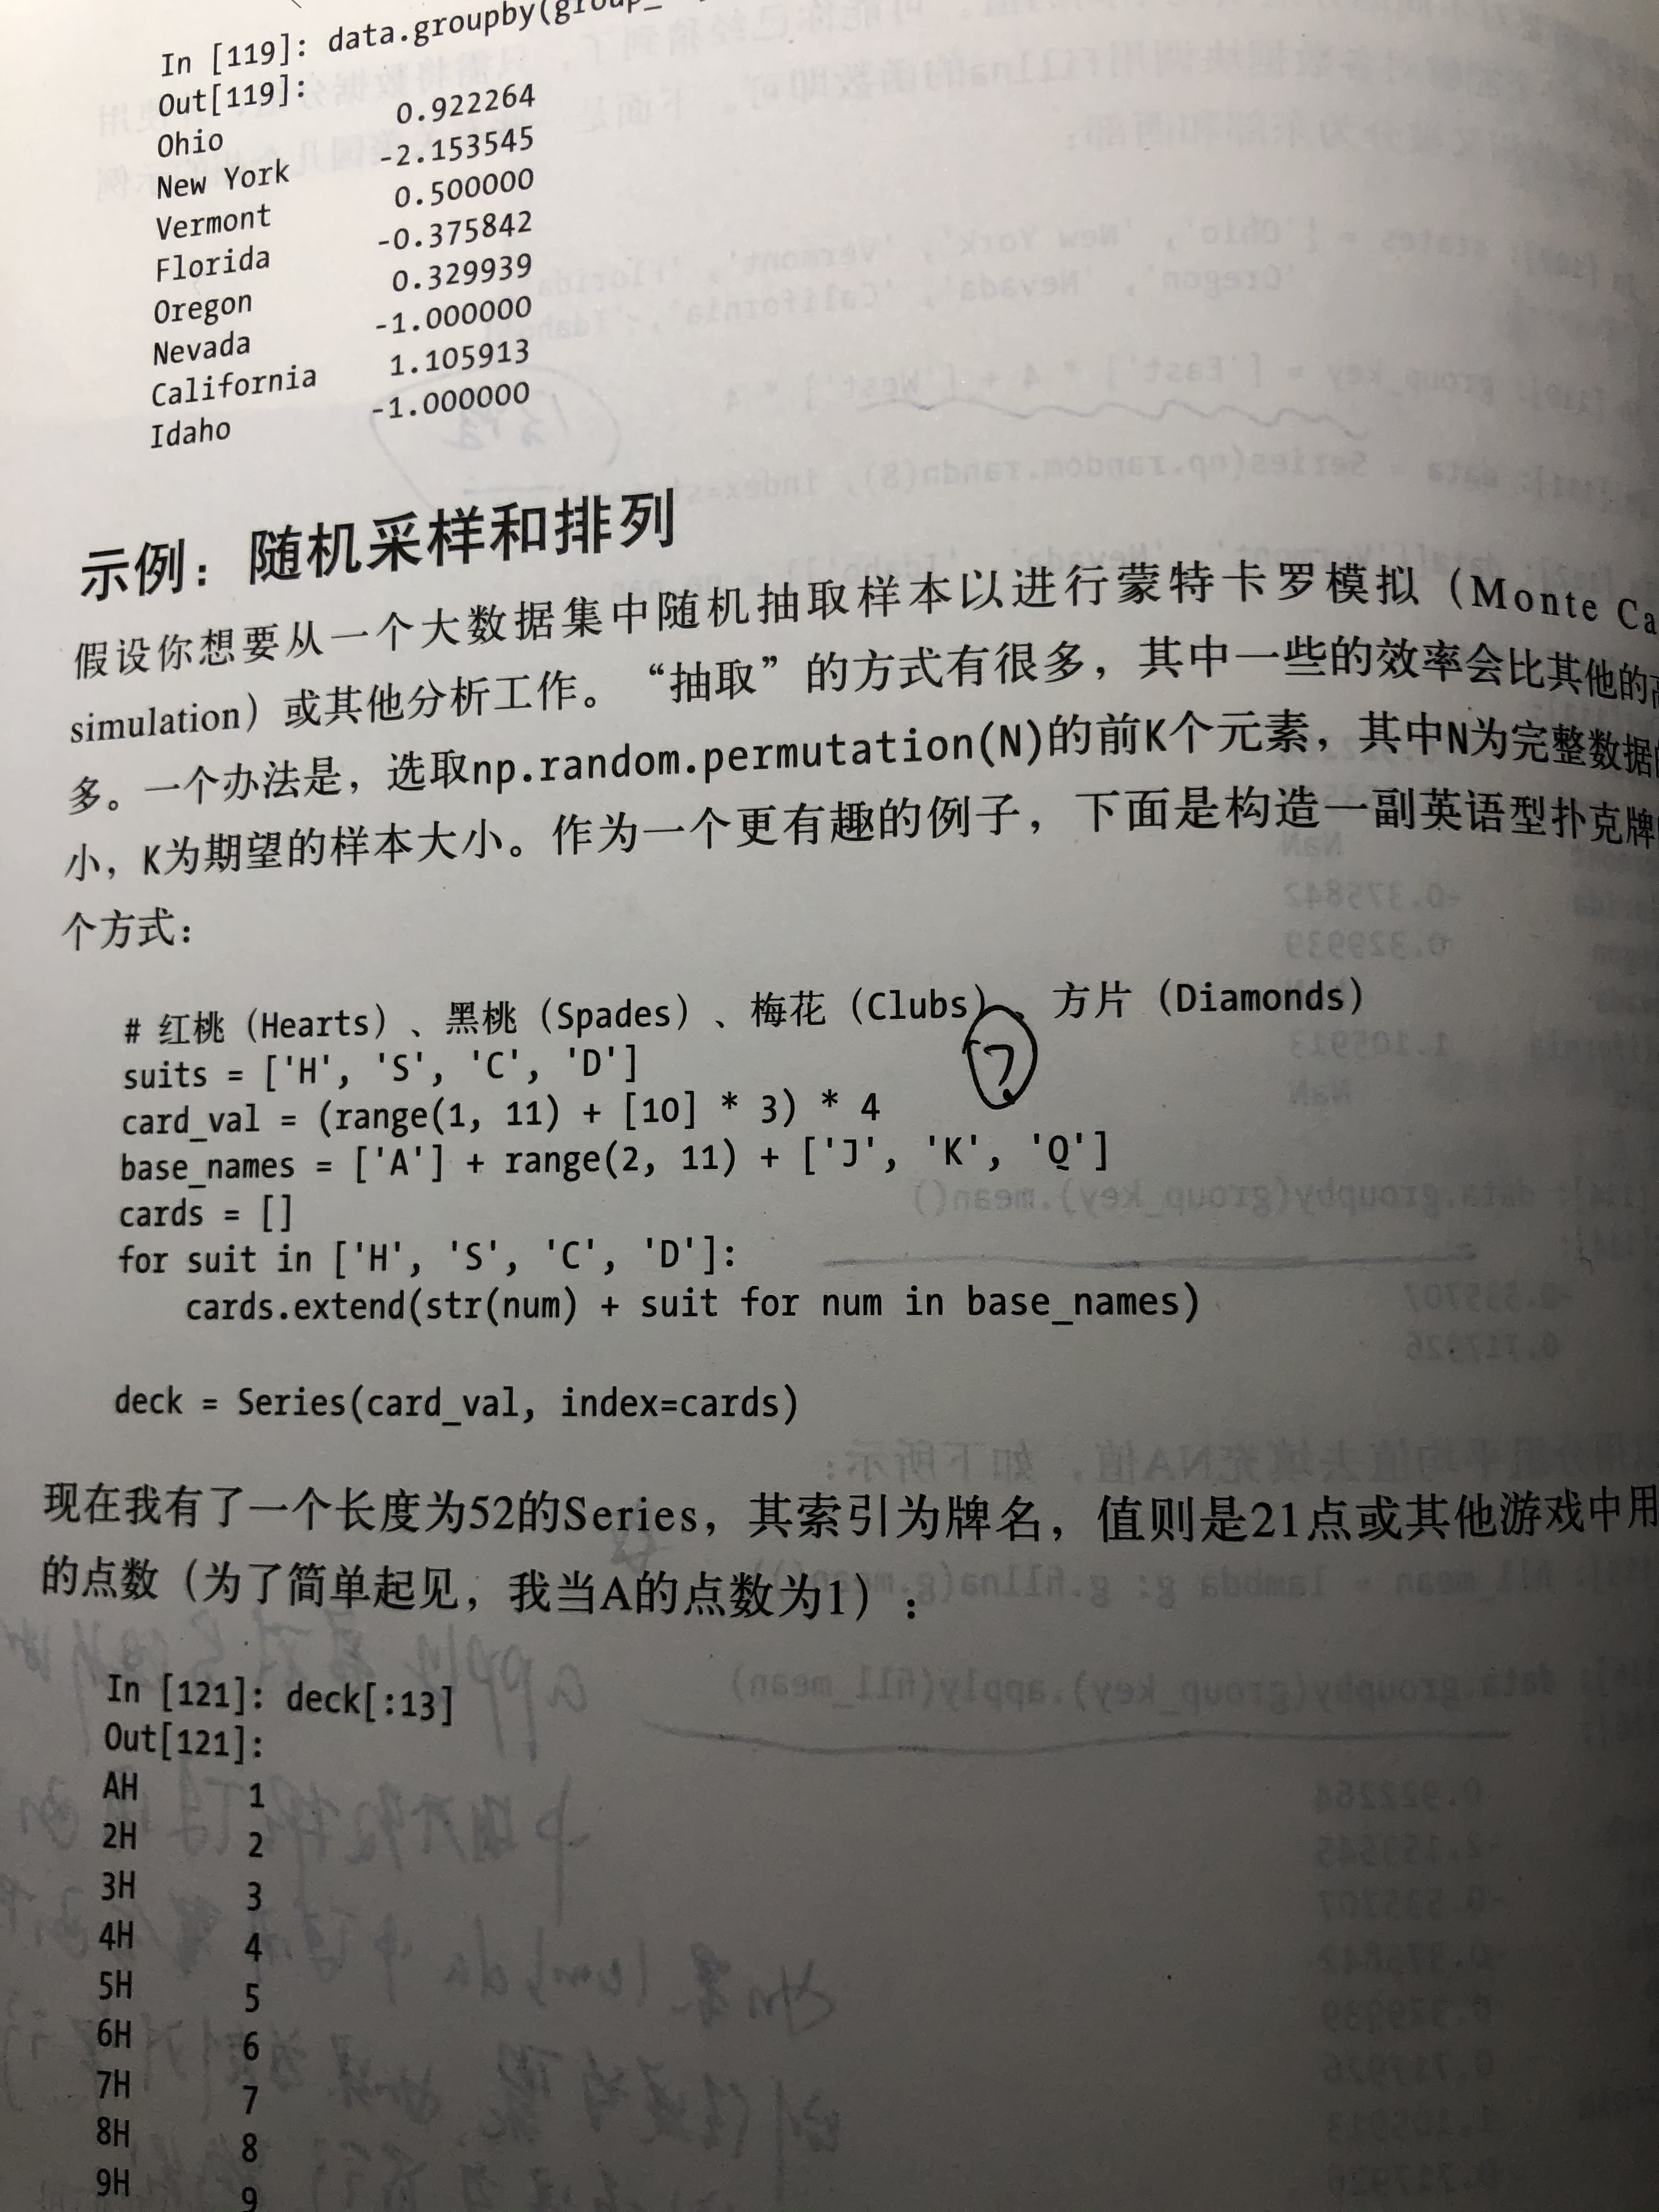 In [119]: data.groupby(group_
Out[119]:
Ohio 0.922264
New York -2.153545
Vermont 0.500000
Florida -0.375842
Oregon 0.329939
Nevada -1.000000
California 1.105913
Idaho -1.000000
示例：随机采样和排列
假设你想要从一个大数据集中随机抽取样本以进行蒙特卡罗模拟（Monte Ca
simulation）或其他分析工作。“抽取”的方式有很多，其中一些的效率会比其他的高
多。一个办法是，选取np.random.permutation(N)的前K个元素，其中N为完整数据
小，K为期望的样本大小。作为一个更有趣的例子，下面是构造一副英语型扑克牌
个方式：
# 红桃（Hearts）、黑桃（Spades）、梅花（Clubs）、方片（Diamonds）
?
suits = ['H', 'S', 'C', 'D']
card_val = (range(1, 11) + [10] * 3) * 4
base_names = ['A'] + range(2, 11) + ['J', 'K', 'Q']
cards = []
for suit in ['H', 'S', 'C', 'D']:
    cards.extend(str(num) + suit for num in base_names)
deck = Series(card_val, index=cards)
现在我有了一个长度为52的Series，其索引为牌名，值则是21点或其他游戏中用
的点数（为了简单起见，我当A的点数为1）：
In [121]: deck[:13]
Out[121]:
AH 1
2H 2
3H 3
4H 4
5H 5
6H 6
7H 7
8H 8
9H 9